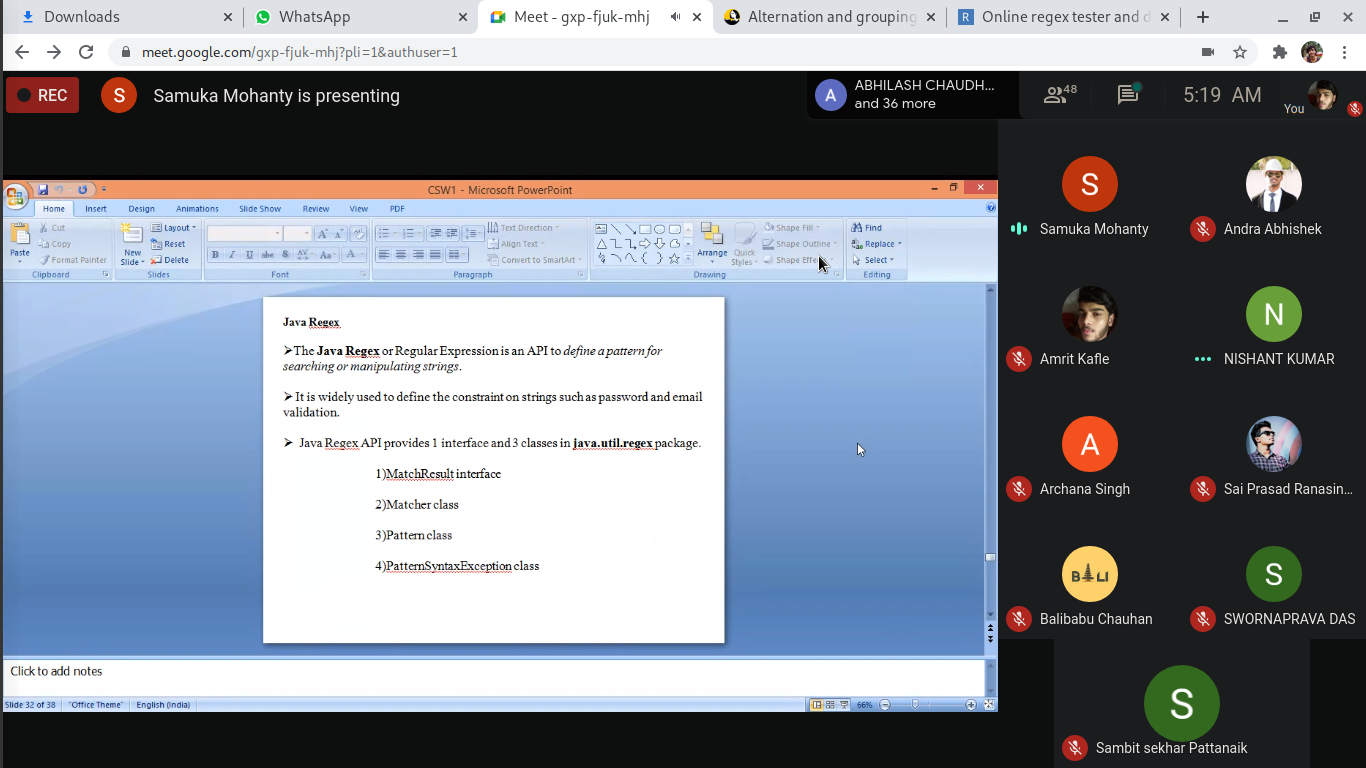 Downloads
WhatsApp
Meet - gxp-fjuk-mhj
Alternation and grouping
Online regex tester and d
meet.google.com/gxp-fjuk-mhj?pli=1&authuser=1
REC
S
Samuka Mohanty is presenting
A
ABHILASH CHAUDH...
and 36 more
48
5:19 AM
You
CSW1 - Microsoft PowerPoint
Home Insert Design Animations Slide Show Review View PDF
Paste
Cut
Copy
Format Painter
Clipboard
New
Slide
Layout
Reset
Delete
Slides
Font
Text Direction
Align Text
Convert to SmartArt
Paragraph
Arrange
Quick
Styles
Shape Fill
Shape Outline
Shape Effe
Drawing
Find
Replace
Select
Editing
Java Regex
➢The Java Regex or Regular Expression is an API to define a pattern for
searching or manipulating strings.
➢ It is widely used to define the constraint on strings such as password and email
validation.
➢ Java Regex API provides 1 interface and 3 classes in java.util.regex package.
1)MatchResult interface
2)Matcher class
3)Pattern class
4)PatternSyntaxException class
Click to add notes
Slide 32 of 38 "Office Theme" English (India) 66%
S
Samuka Mohanty
Andra Abhishek
Amrit Kafle
N
NISHANT KUMAR
A
Archana Singh
Sai Prasad Ranasin...
BALI
Balibabu Chauhan
S
SWORNAPRAVA DAS
S
Sambit sekhar Pattanaik